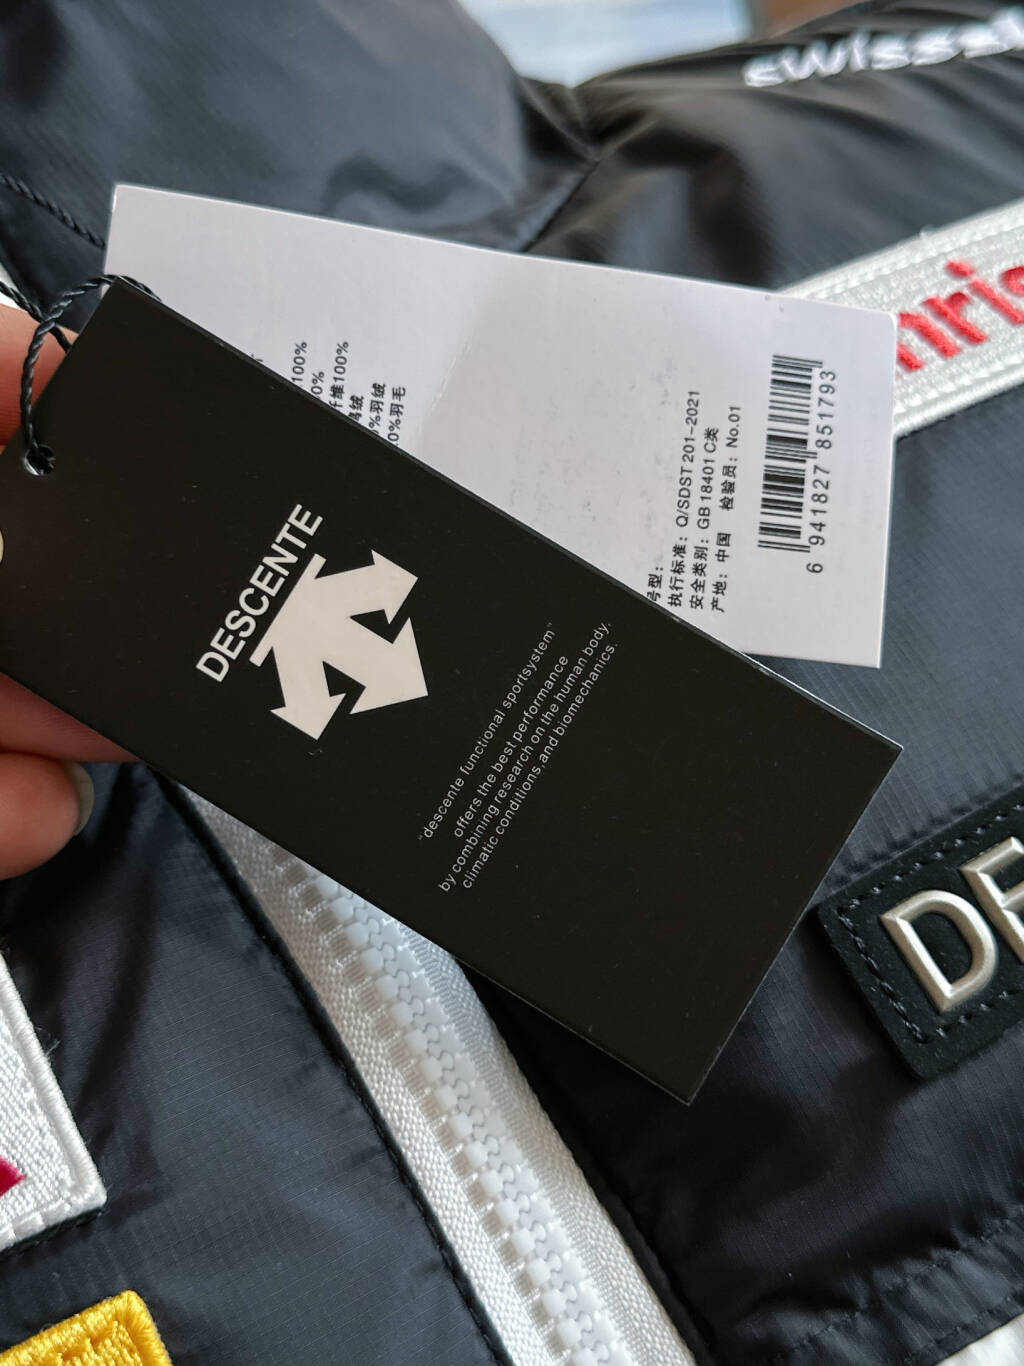 DESCENTE
"descente functional sportsystem"
offers the best performance
by combining research on the human body,
climatic conditions,and biomechanics.
100%
0%
纤维100%
鹅绒
%羽绒
0%羽毛
号型:
执行标准: Q/SDST 201-2021
安全类别: GB 18401 C类
产地: 中国 检验员: No.01
6 941827 851793
swiss
DE